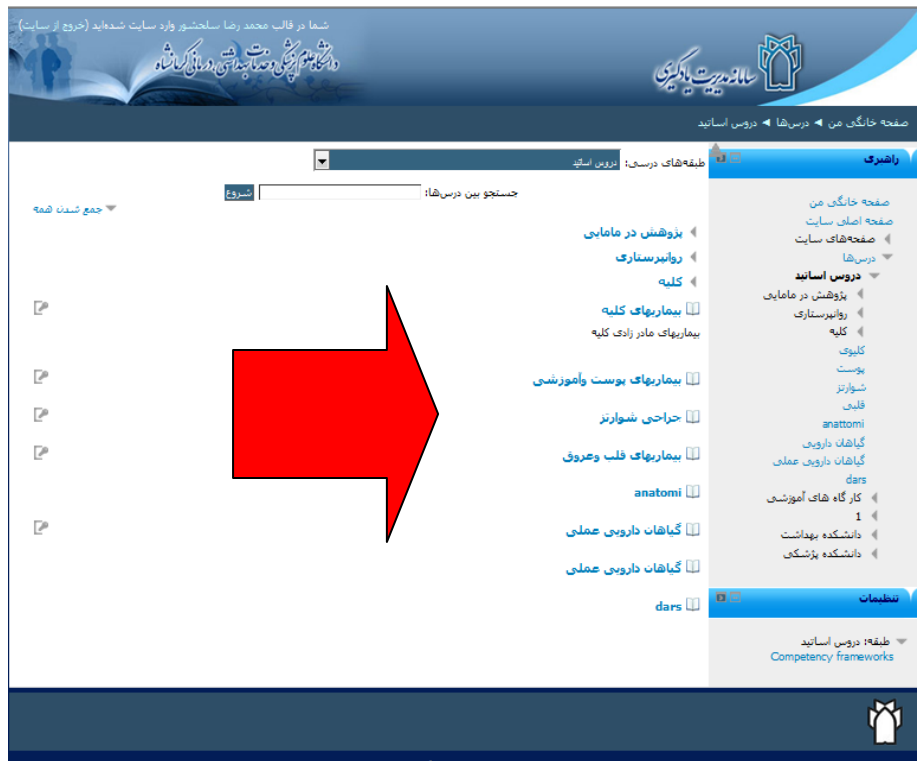 شما در قالب محمد رضا سلحشور وارد سایت شده‌اید (خروج از سایت)
دانشگاه علوم پزشکی و خدمات بهداشتی درمانی کرمانشاه
سامانه مدیریت یادگیری
صفحه خانگی من ◄ درس‌ها ◄ دروس اساتید
راهبری
صفحه خانگی من
صفحه اصلی سایت
صفحه‌های سایت
درس‌ها
دروس اساتید
پژوهش در مامایی
روانپرستاری
کلیه
کلیوی
پوست
شوارتز
قلبی
anattomi
گیاهان دارویی
گیاهان دارویی عملی
dars
کار گاه های آموزشی
1
دانشکده بهداشت
دانشکده پزشکی
تنظیمات
طبقه: دروس اساتید
Competency frameworks
طبقه‌های درسی: دروس اساتید
جستجو بین درس‌ها: شروع
جمع شدن همه
پژوهش در مامایی
روانپرستاری
کلیه
بیماریهای کلیه
بیماریهای مادر زادی کلیه
بیماریهای پوست وآموزشی
جراحی شوارتز
بیماریهای قلب وعروق
anatomi
گیاهان دارویی عملی
گیاهان دارویی عملی
dars